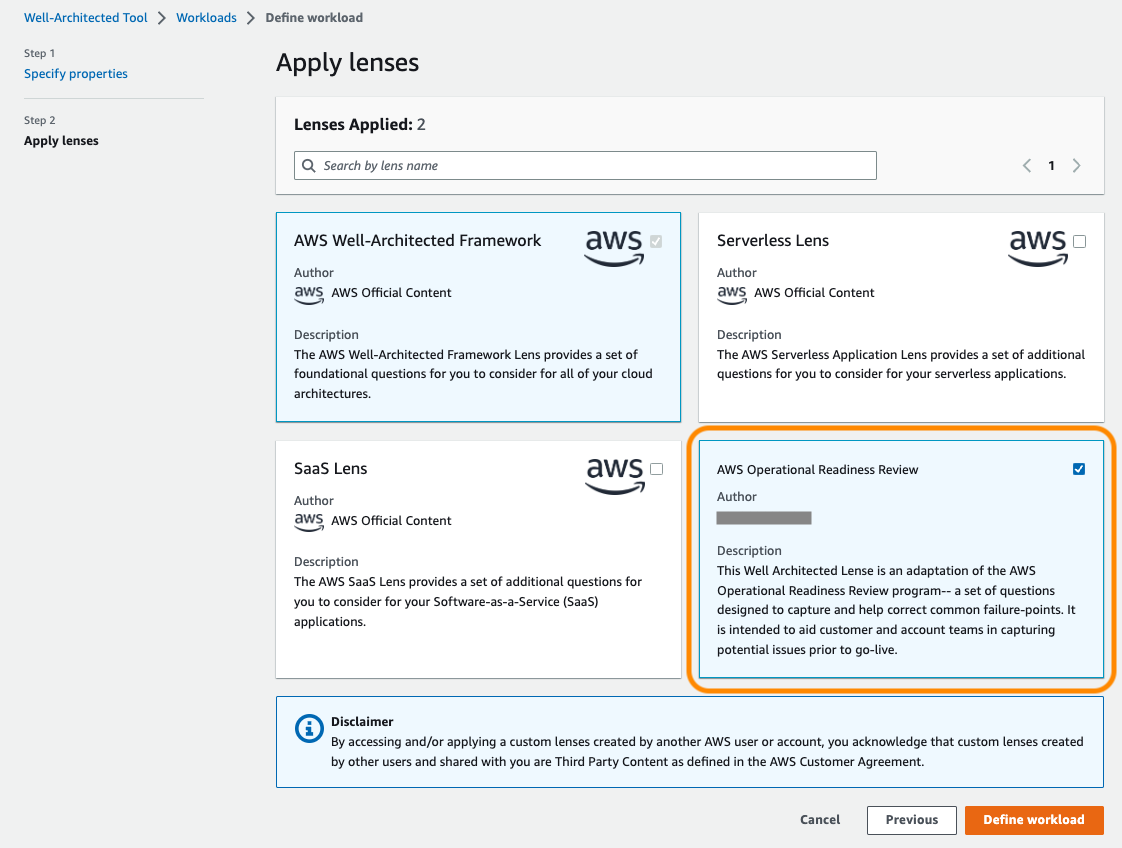 Well-Architected Tool > Workloads > Define workload
Step 1
Specify properties
Step 2
Apply lenses
Apply lenses
Lenses Applied: 2
Search by lens name
1
AWS Well-Architected Framework
aws
Author
aws AWS Official Content
Description
The AWS Well-Architected Framework Lens provides a set of
foundational questions for you to consider for all of your cloud
architectures.
Serverless Lens
aws
Author
aws AWS Official Content
Description
The AWS Serverless Application Lens provides a set of additional
questions for you to consider for your serverless applications.
SaaS Lens
aws
Author
aws AWS Official Content
Description
The AWS SaaS Lens provides a set of additional questions for
you to consider for your Software-as-a-Service (SaaS)
applications.
AWS Operational Readiness Review
Author
Description
This Well Architected Lense is an adaptation of the AWS
Operational Readiness Review program-- a set of questions
designed to capture and help correct common failure-points. It
is intended to aid customer and account teams in capturing
potential issues prior to go-live.
Disclaimer
By accessing and/or applying a custom lenses created by another AWS user or account, you acknowledge that custom lenses created
by other users and shared with you are Third Party Content as defined in the AWS Customer Agreement.
Cancel
Previous
Define workload